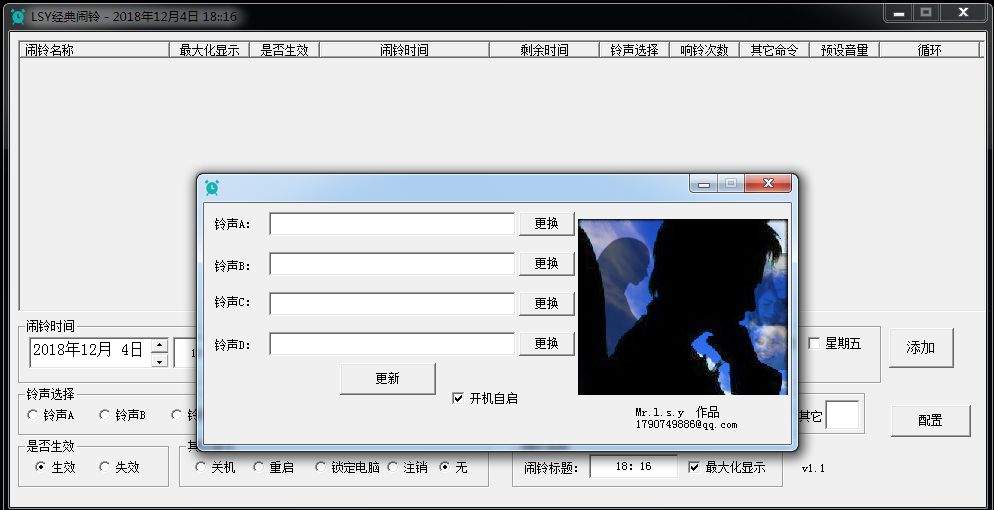 LSY经典闹铃 - 2018年12月4日 18::16
闹铃名称 最大化显示 是否生效 闹铃时间 剩余时间 铃声选择 响铃次数 其它命令 预设音量 循环
铃声A: 更换
铃声B: 更换
铃声C: 更换
铃声D: 更换
更新
开机自启
Mr.l.s.y 作品
1790749886@qq.com
闹铃时间
2018年12月 4日
星期五
添加
铃声选择
铃声A 铃声B 其它
配置
是否生效
生效 失效
关机 重启 锁定电脑 注销 无
闹铃标题: 18: 16 最大化显示 v1.1